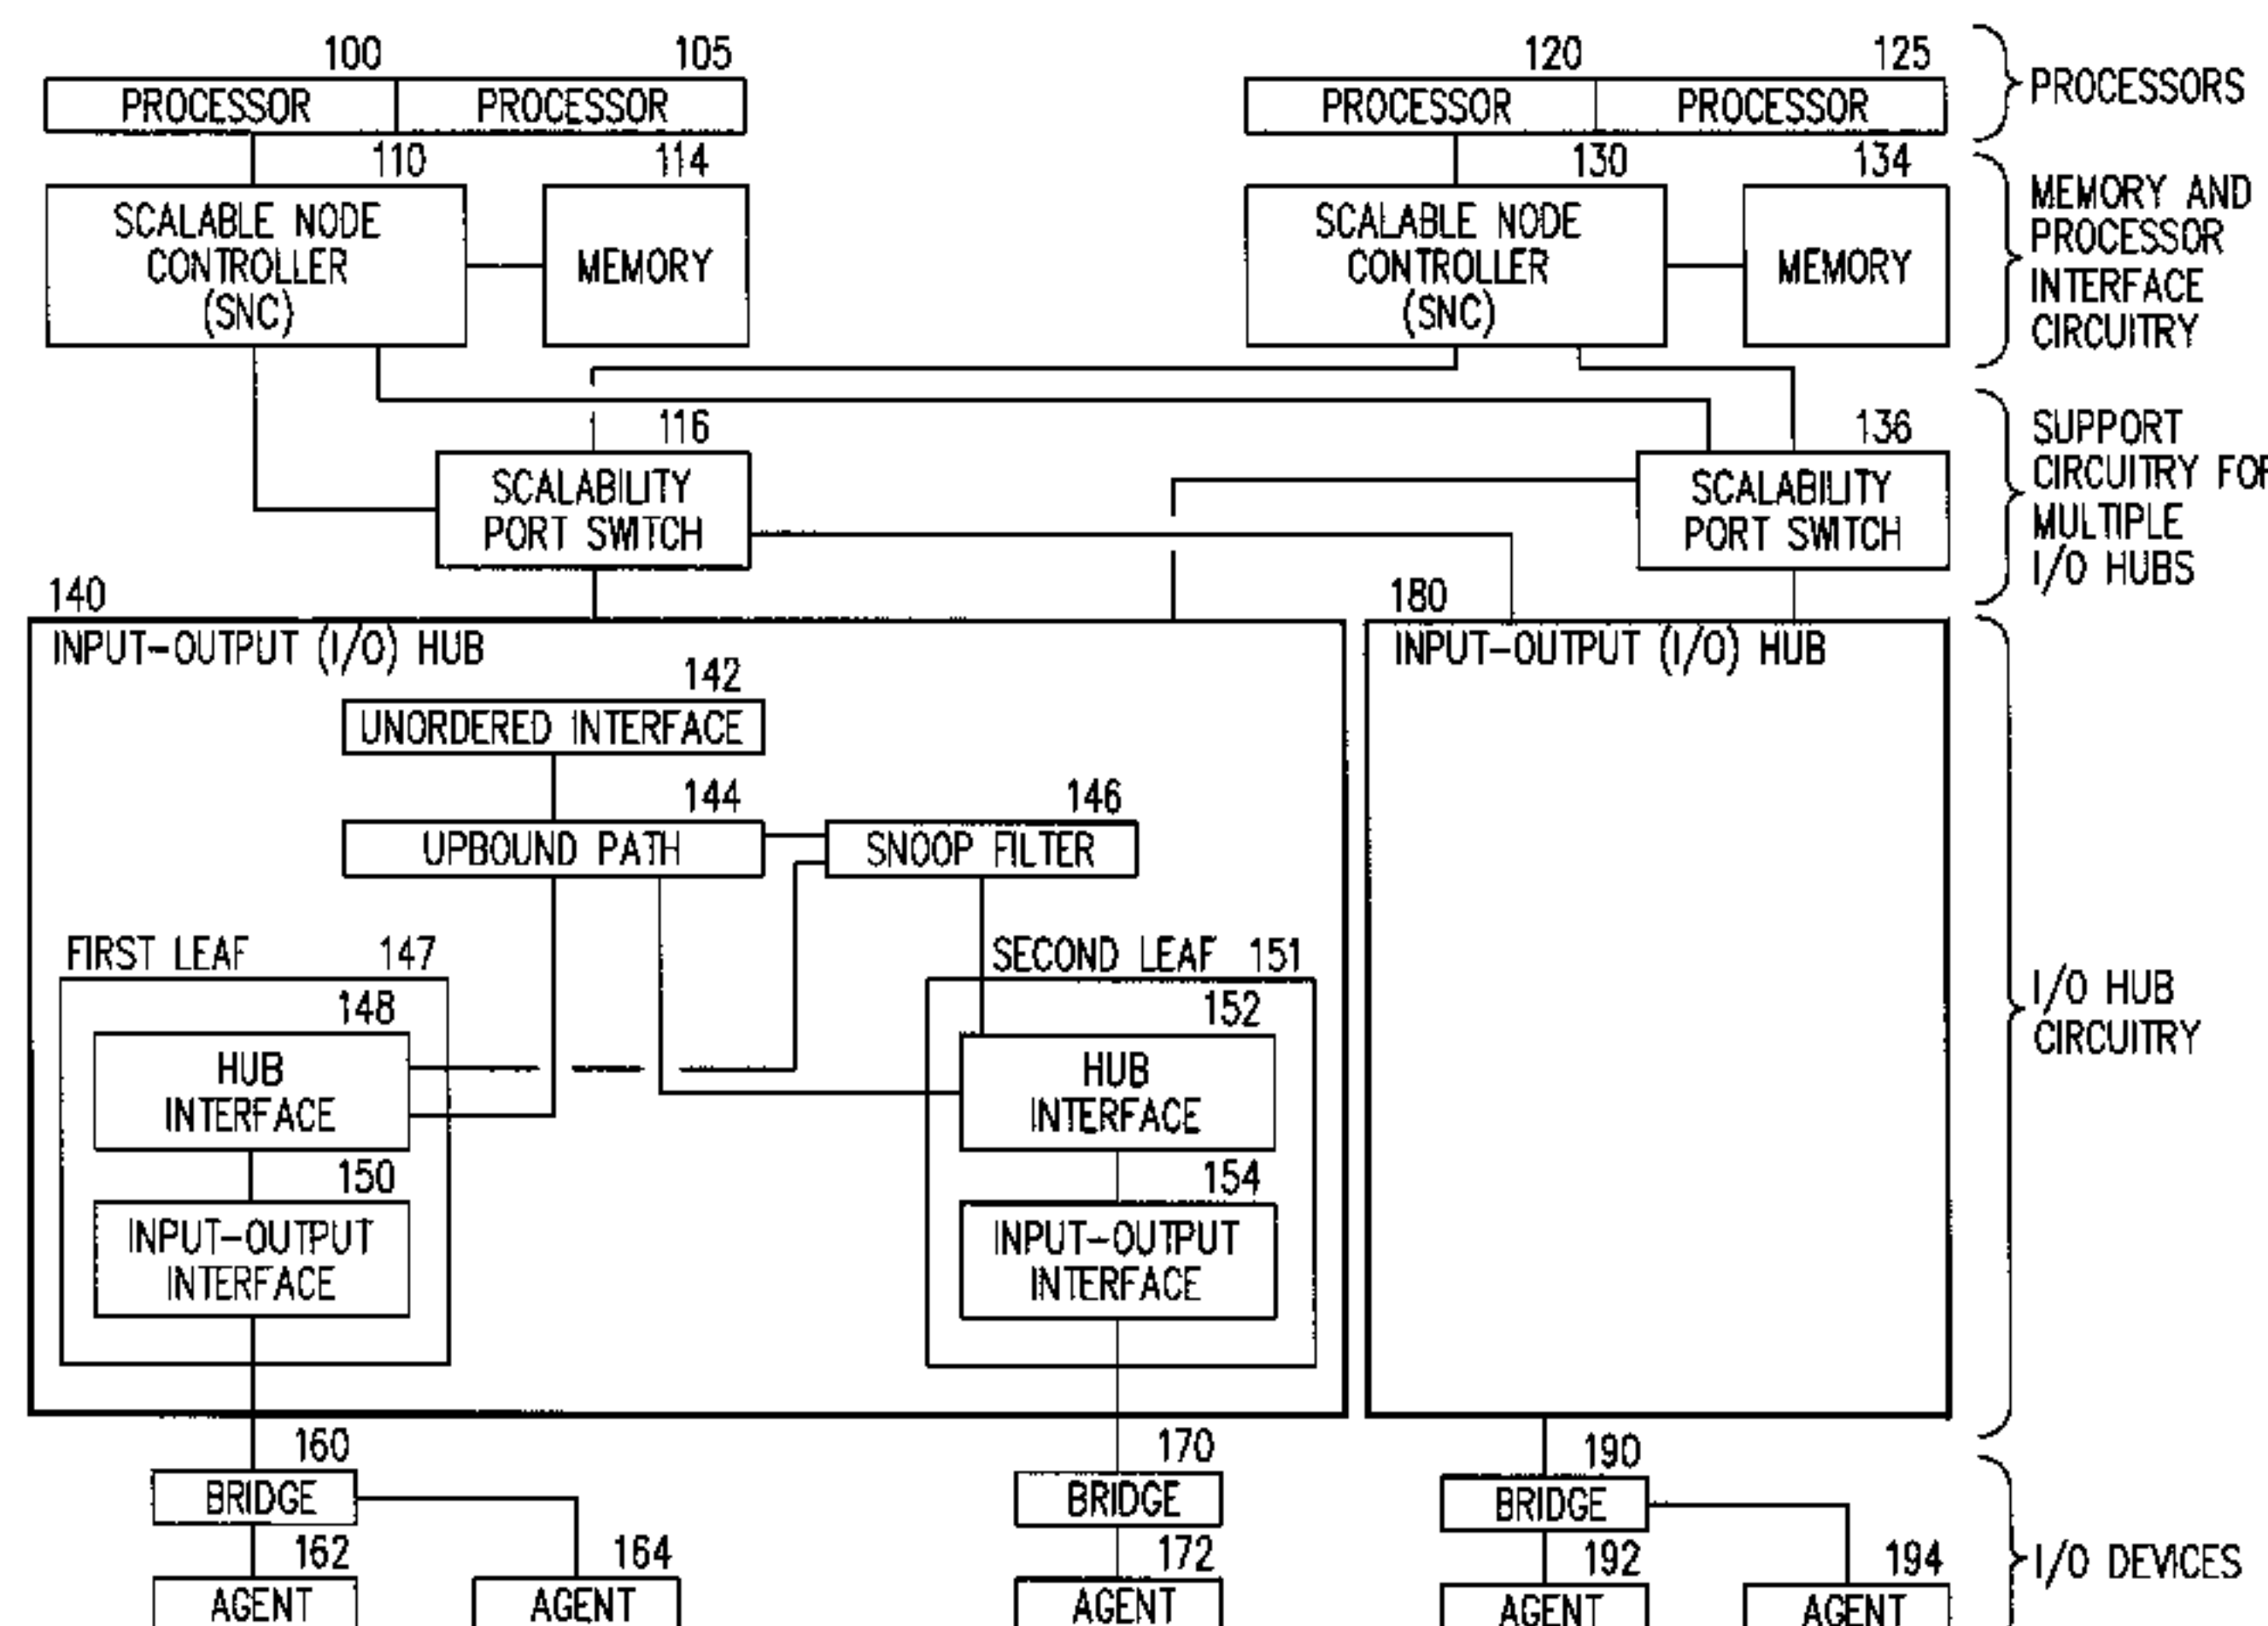 100 105 120 125
PROCESSOR PROCESSOR PROCESSOR PROCESSOR PROCESSORS
110 114 130 134
SCALABLE NODE
CONTROLLER
(SNC)
MEMORY
SCALABLE NODE
CONTROLLER
(SNC)
MEMORY
MEMORY AND
PROCESSOR
INTERFACE
CIRCUITRY
116 136
SCALABILITY
PORT SWITCH
SCALABILITY
PORT SWITCH
SUPPORT
CIRCUITRY FOR
MULTIPLE
I/O HUBS
140 180
INPUT-OUTPUT (I/O) HUB INPUT-OUTPUT (I/O) HUB
142
UNORDERED INTERFACE
144 146
UPBOUND PATH SNOOP FILTER
FIRST LEAF 147 SECOND LEAF 151
148 152
HUB
INTERFACE
HUB
INTERFACE
I/O HUB
CIRCUITRY
150 154
INPUT-OUTPUT
INTERFACE
INPUT-OUTPUT
INTERFACE
160 170 190
BRIDGE BRIDGE BRIDGE
162 164 172 192 194
AGENT AGENT AGENT AGENT AGENT
I/O DEVICES